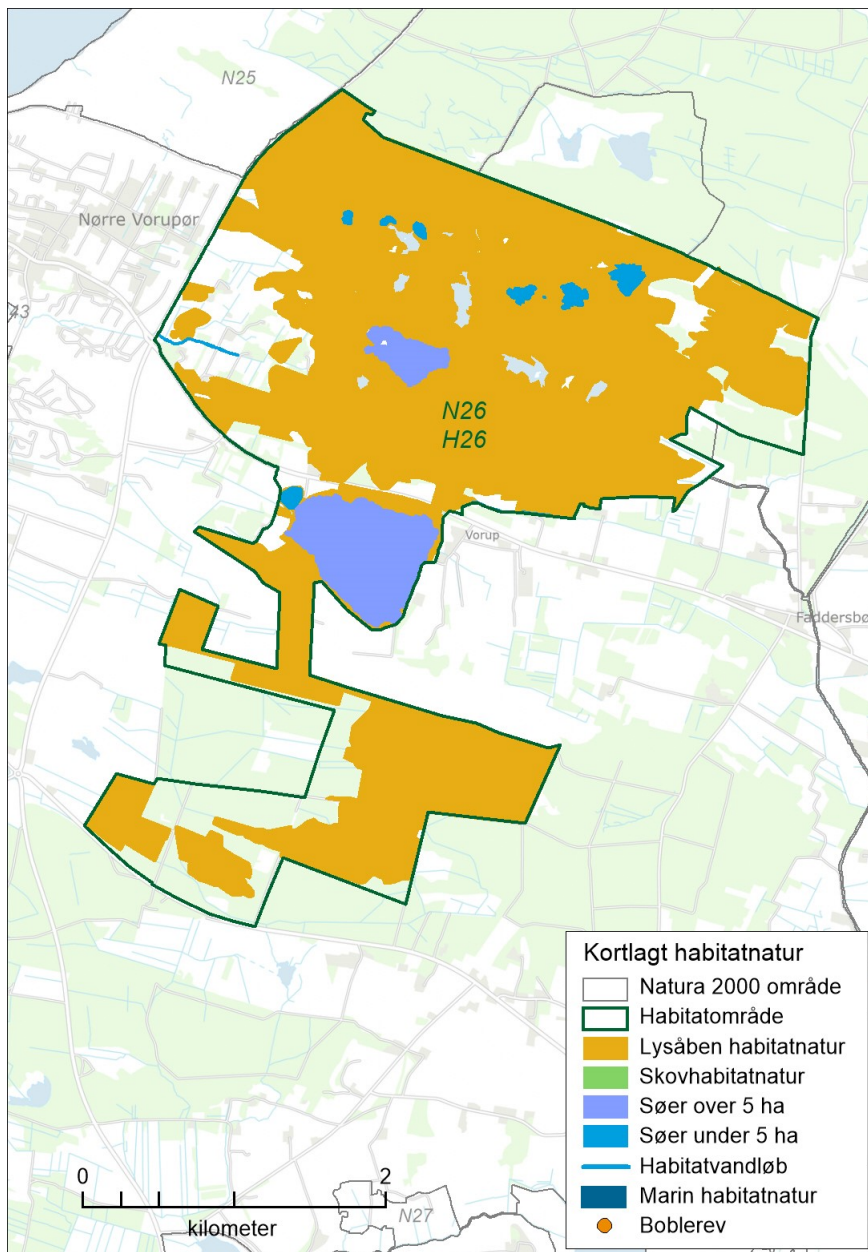 N25
Nørre Vorupør
43
N26
H26
Vorup
Faddersbø
Kortlagt habitatnatur
Natura 2000 område
Habitatområde
Lysåben habitatnatur
Skovhabitatnatur
Søer over 5 ha
Søer under 5 ha
Habitatvandløb
Marin habitatnatur
Boblerev
0 2
kilometer
N27